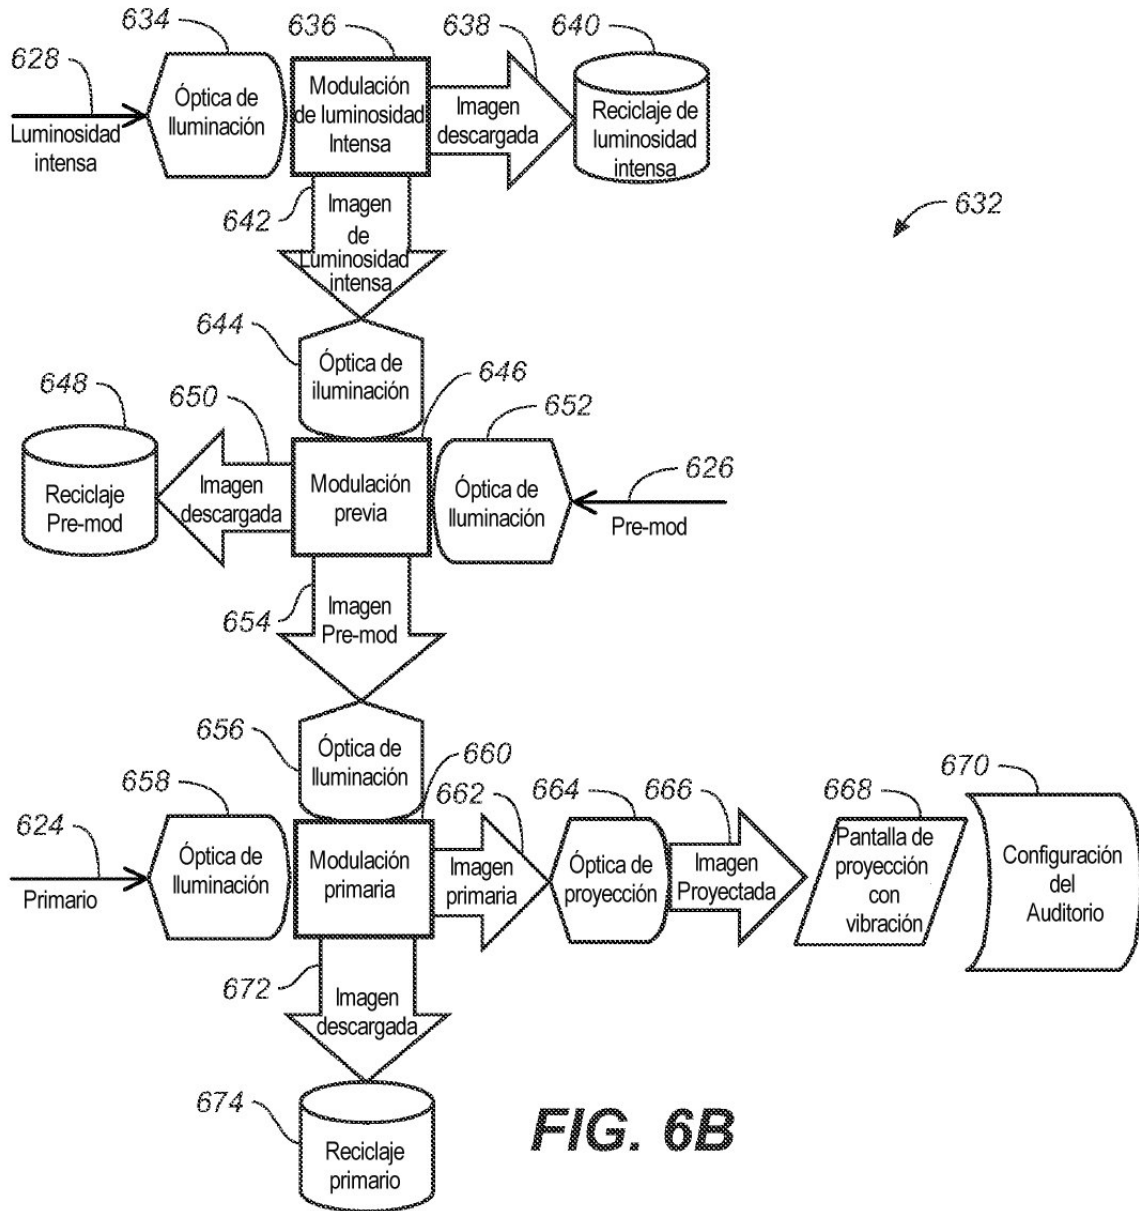 634
636
638
640
628
Óptica de
Iluminación
Modulación
de luminosidad
Intensa
Imagen
descargada
Reciclaje de
luminosidad
intensa
Luminosidad
intensa
642
Imagen
de
Luminosidad
intensa
632
644
Óptica de
iluminación
646
648
650
652
626
Reciclaje
Pre-mod
Imagen
descargada
Modulación
previa
Óptica de
Iluminación
Pre-mod
654
Imagen
Pre-mod
656
Óptica de
Iluminación
660
658
662
664
666
668
670
624
Primario
Óptica de
Iluminación
Modulación
primaria
Imagen
primaria
Óptica de
proyección
Imagen
Proyectada
Pantalla de
proyección
con
vibración
Configuración
del
Auditorio
672
Imagen
descargada
674
Reciclaje
primario
FIG. 6B